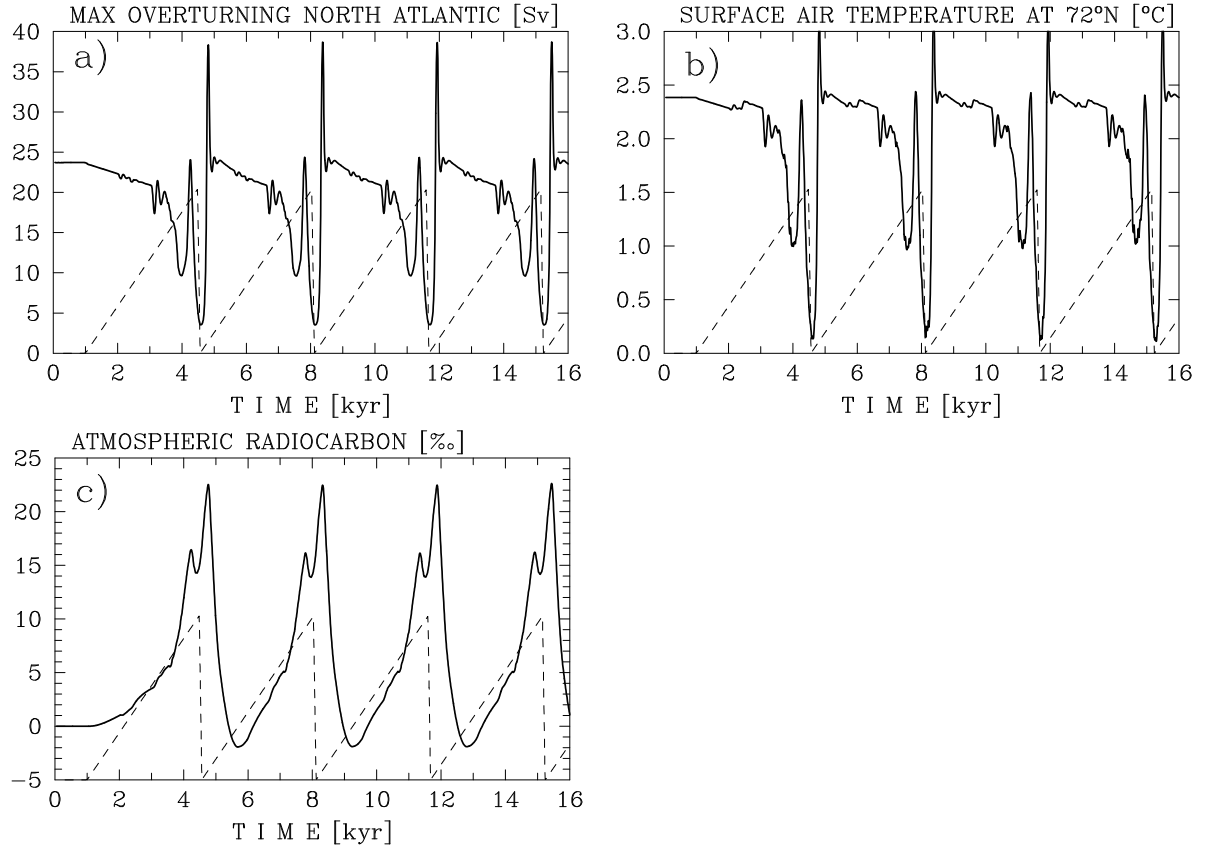 MAX OVERTURNING NORTH ATLANTIC [Sv]
a)
40
35
30
25
20
15
10
5
0
0 2 4 6 8 10 12 14 16
T I M E [kyr]
SURFACE AIR TEMPERATURE AT 72°N [°C]
b)
3.0
2.5
2.0
1.5
1.0
0.5
0.0
0 2 4 6 8 10 12 14 16
T I M E [kyr]
ATMOSPHERIC RADIOCARBON [‰]
c)
25
20
15
10
5
0
−5
0 2 4 6 8 10 12 14 16
T I M E [kyr]